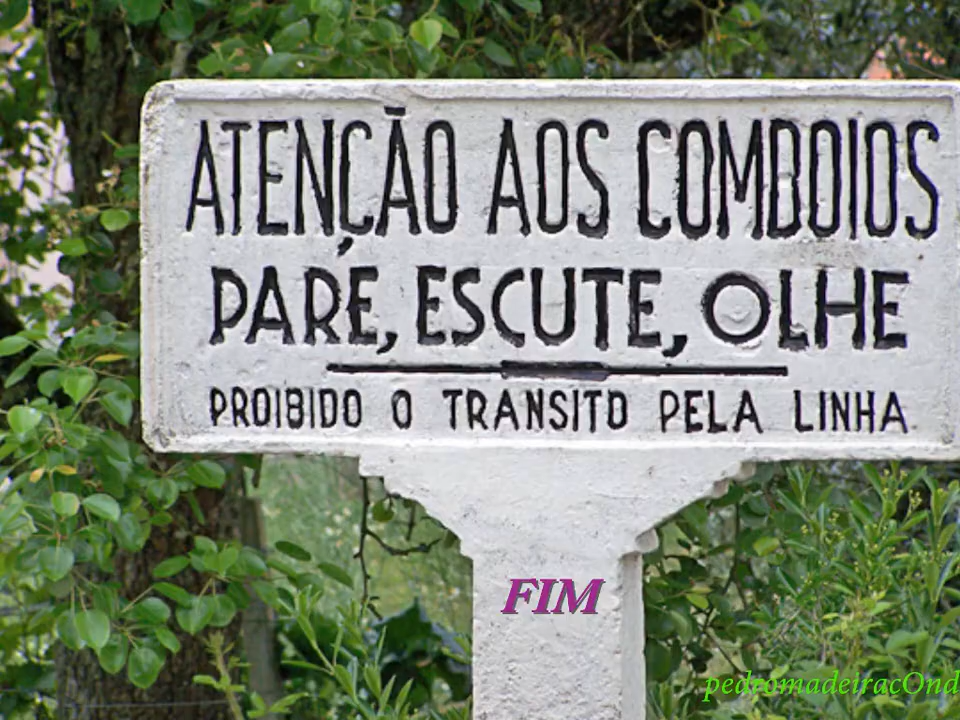 ATENÇÃO AOS COMBOIOS
PARE, ESCUTE, OLHE
PROIBIDO O TRANSITO PELA LINHA
FIM
pedromadeiracOnd